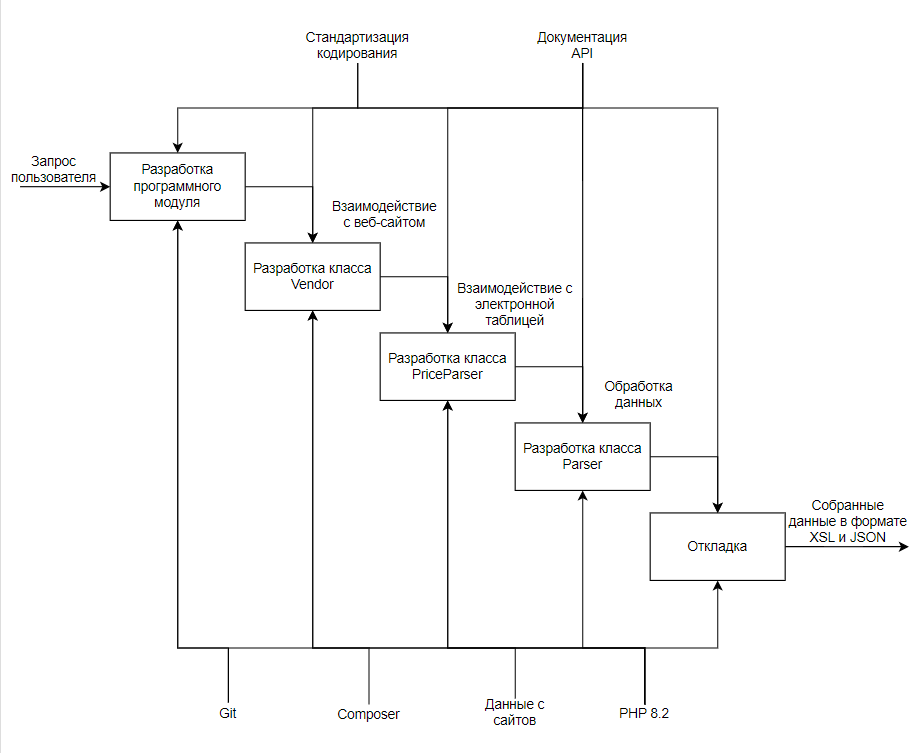 Стандартизация
кодирования
Документация
API
Запрос
пользователя
Разработка
программного
модуля
Взаимодействие
с веб-сайтом
Разработка класса
Vendor
Взаимодействие с
электронной
таблицей
Разработка класса
PriceParser
Обработка
данных
Разработка класса
Parser
Собранные
данные в формате
XSL и JSON
Откладка
Git
Composer
Данные с
сайтов
PHP 8.2